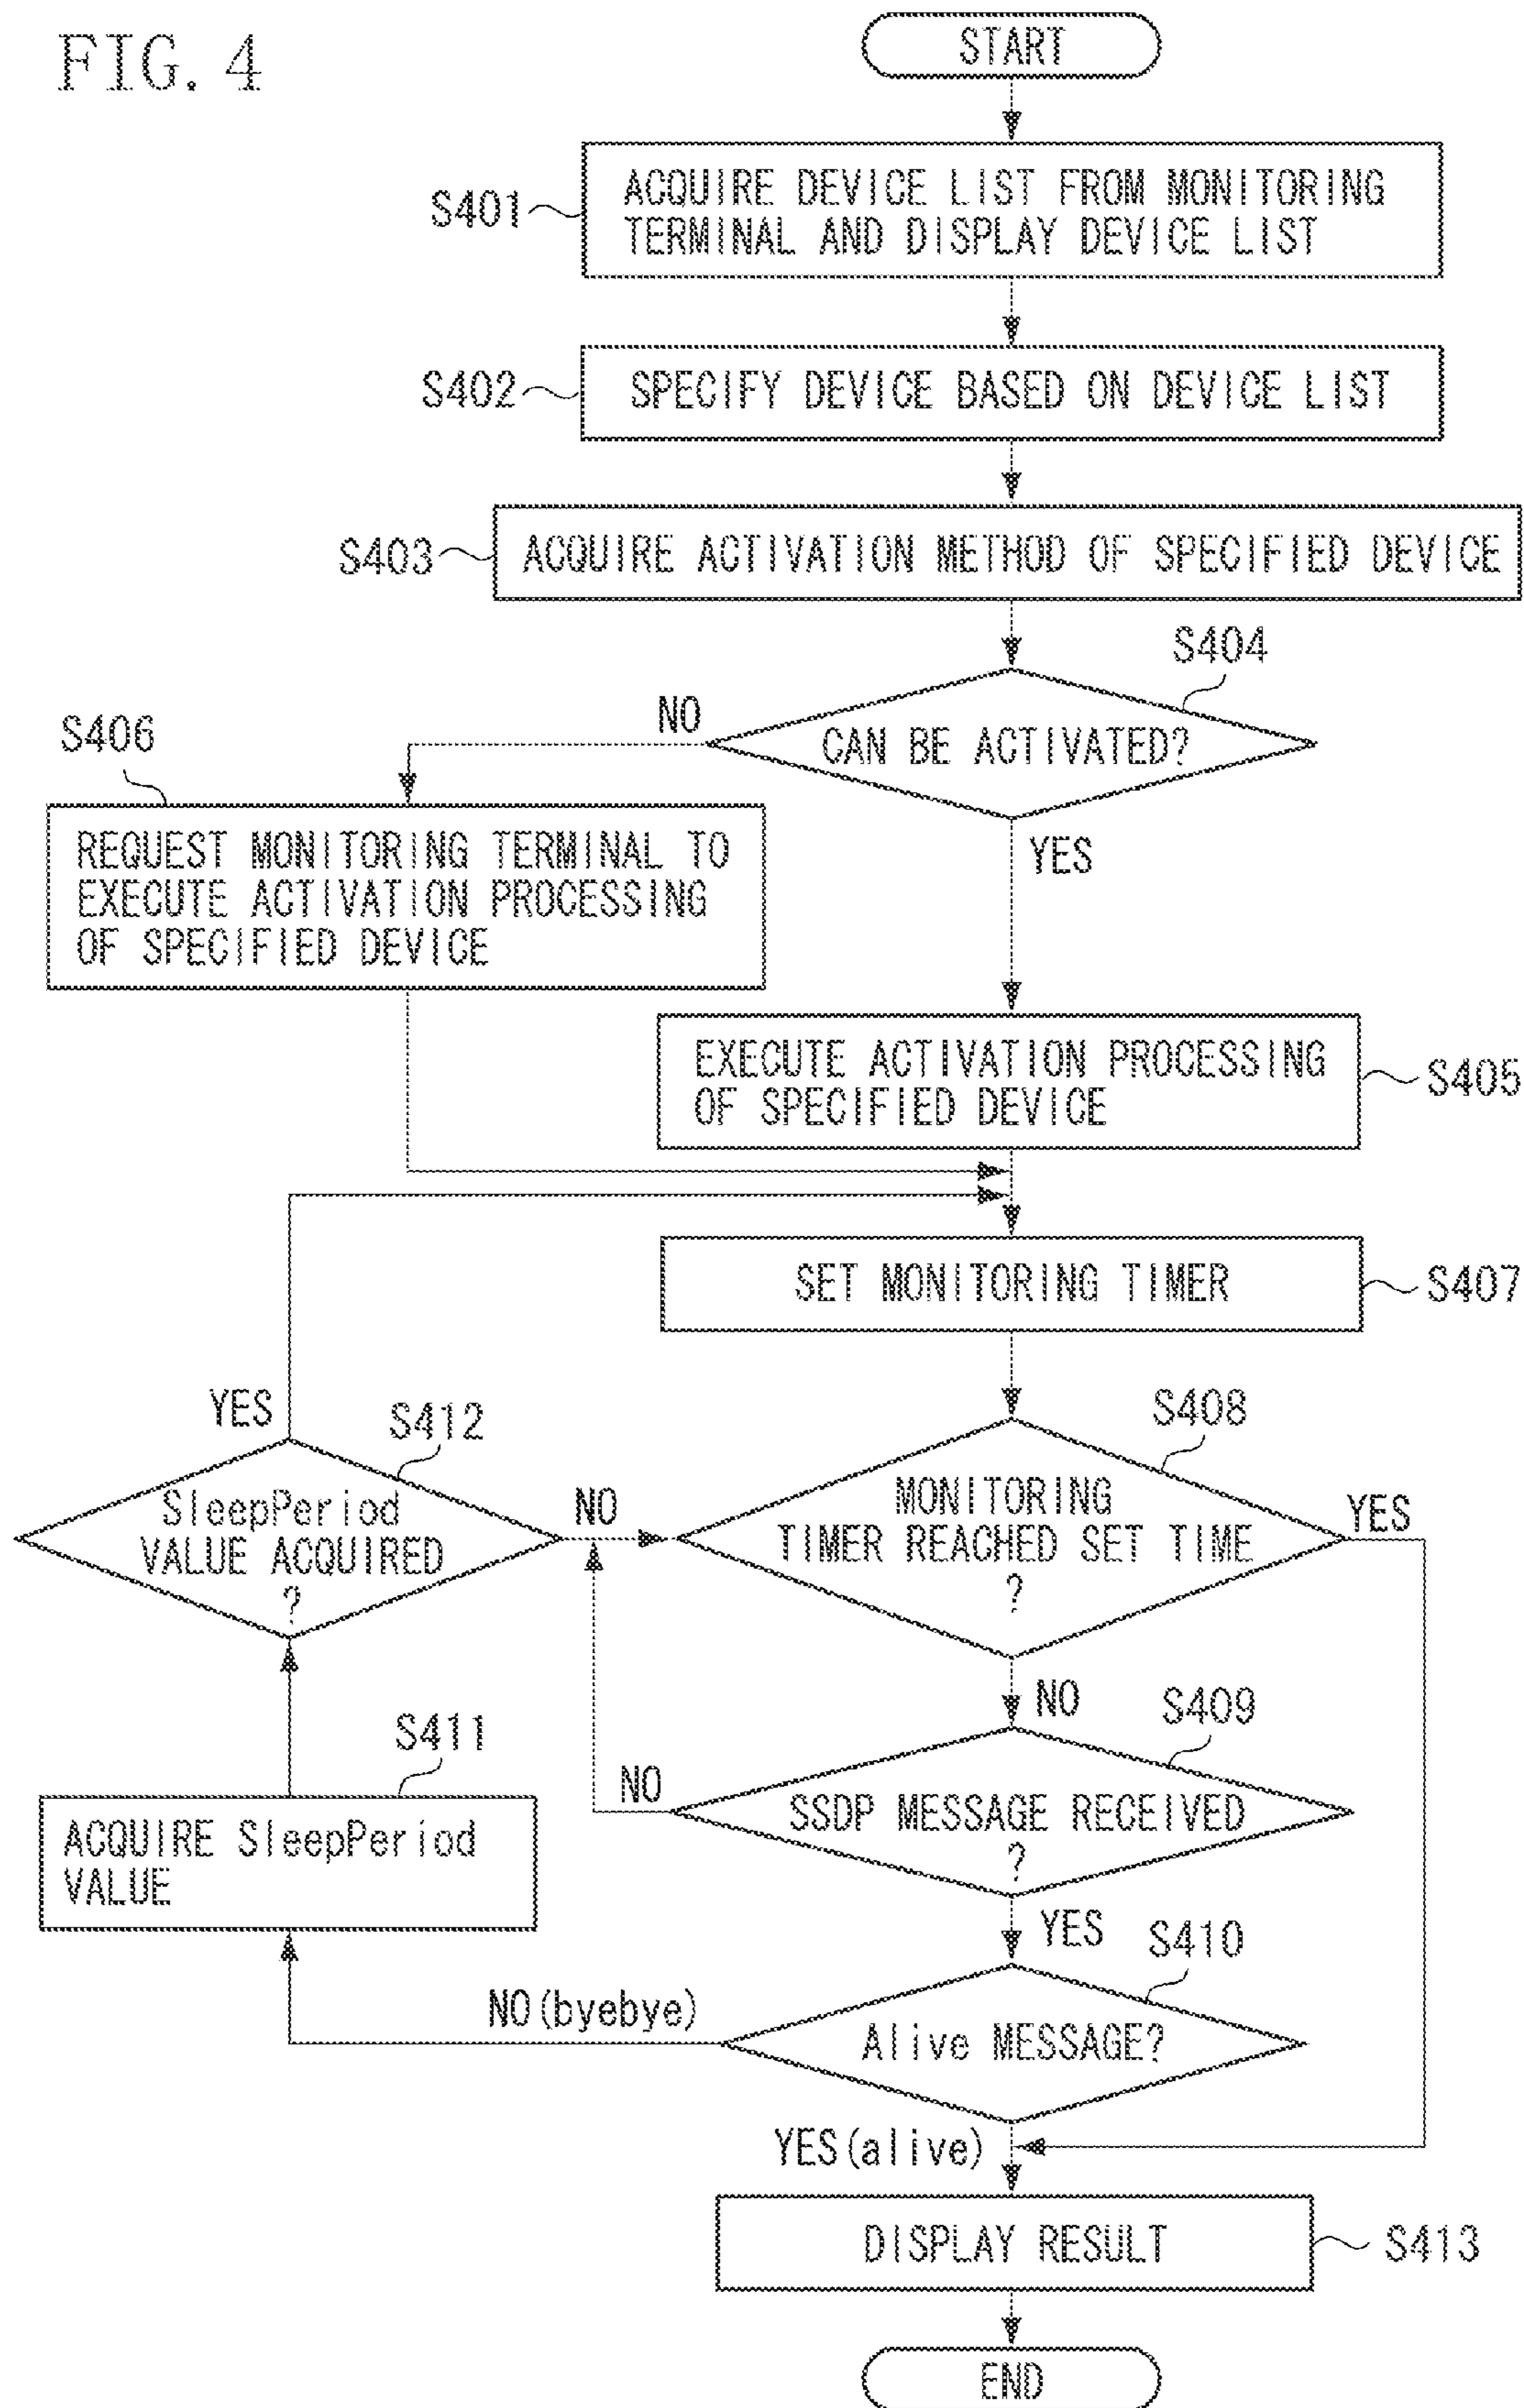 FIG. 4
START
S401
ACQUIRE DEVICE LIST FROM MONITORING
TERMINAL AND DISPLAY DEVICE LIST
S402
SPECIFY DEVICE BASED ON DEVICE LIST
S403
ACQUIRE ACTIVATION METHOD OF SPECIFIED DEVICE
S404
CAN BE ACTIVATED?
NO
YES
S406
REQUEST MONITORING TERMINAL TO
EXECUTE ACTIVATION PROCESSING
OF SPECIFIED DEVICE
EXECUTE ACTIVATION PROCESSING
OF SPECIFIED DEVICE
S405
SET MONITORING TIMER
S407
YES
S412
SleepPeriod
VALUE ACQUIRED
?
NO
S408
MONITORING
TIMER REACHED SET TIME
?
YES
NO
S409
SSDP MESSAGE RECEIVED
?
NO
YES
S411
ACQUIRE SleepPeriod
VALUE
S410
Alive MESSAGE?
NO(byebye)
YES(alive)
DISPLAY RESULT
S413
END